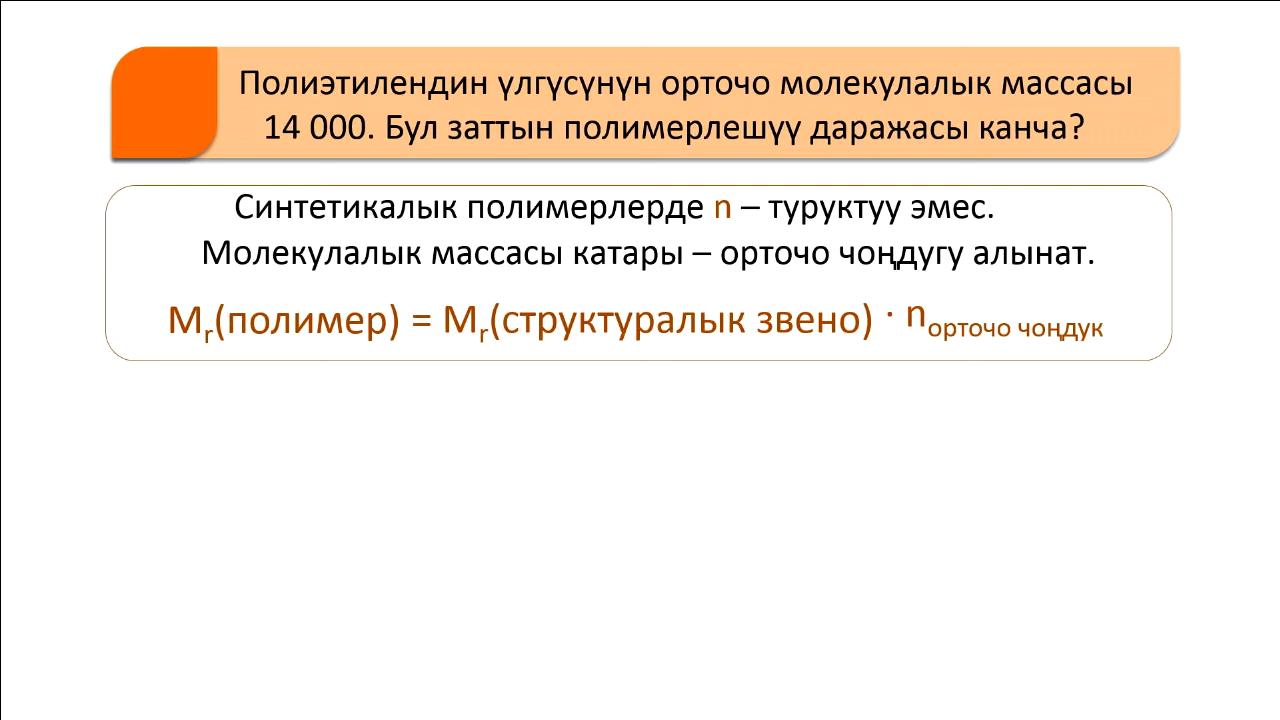 Полиэтилендин үлгүсүнүн орточо молекулалык массасы
14 000. Бул заттын полимерлешүү даражасы канча?
Синтетикалык полимерлерде n – туруктуу эмес.
Молекулалык массасы катары – орточо чоңдугу алынат.
Mr(полимер) = Mr(структуралык звено) · nорточо чоңдук